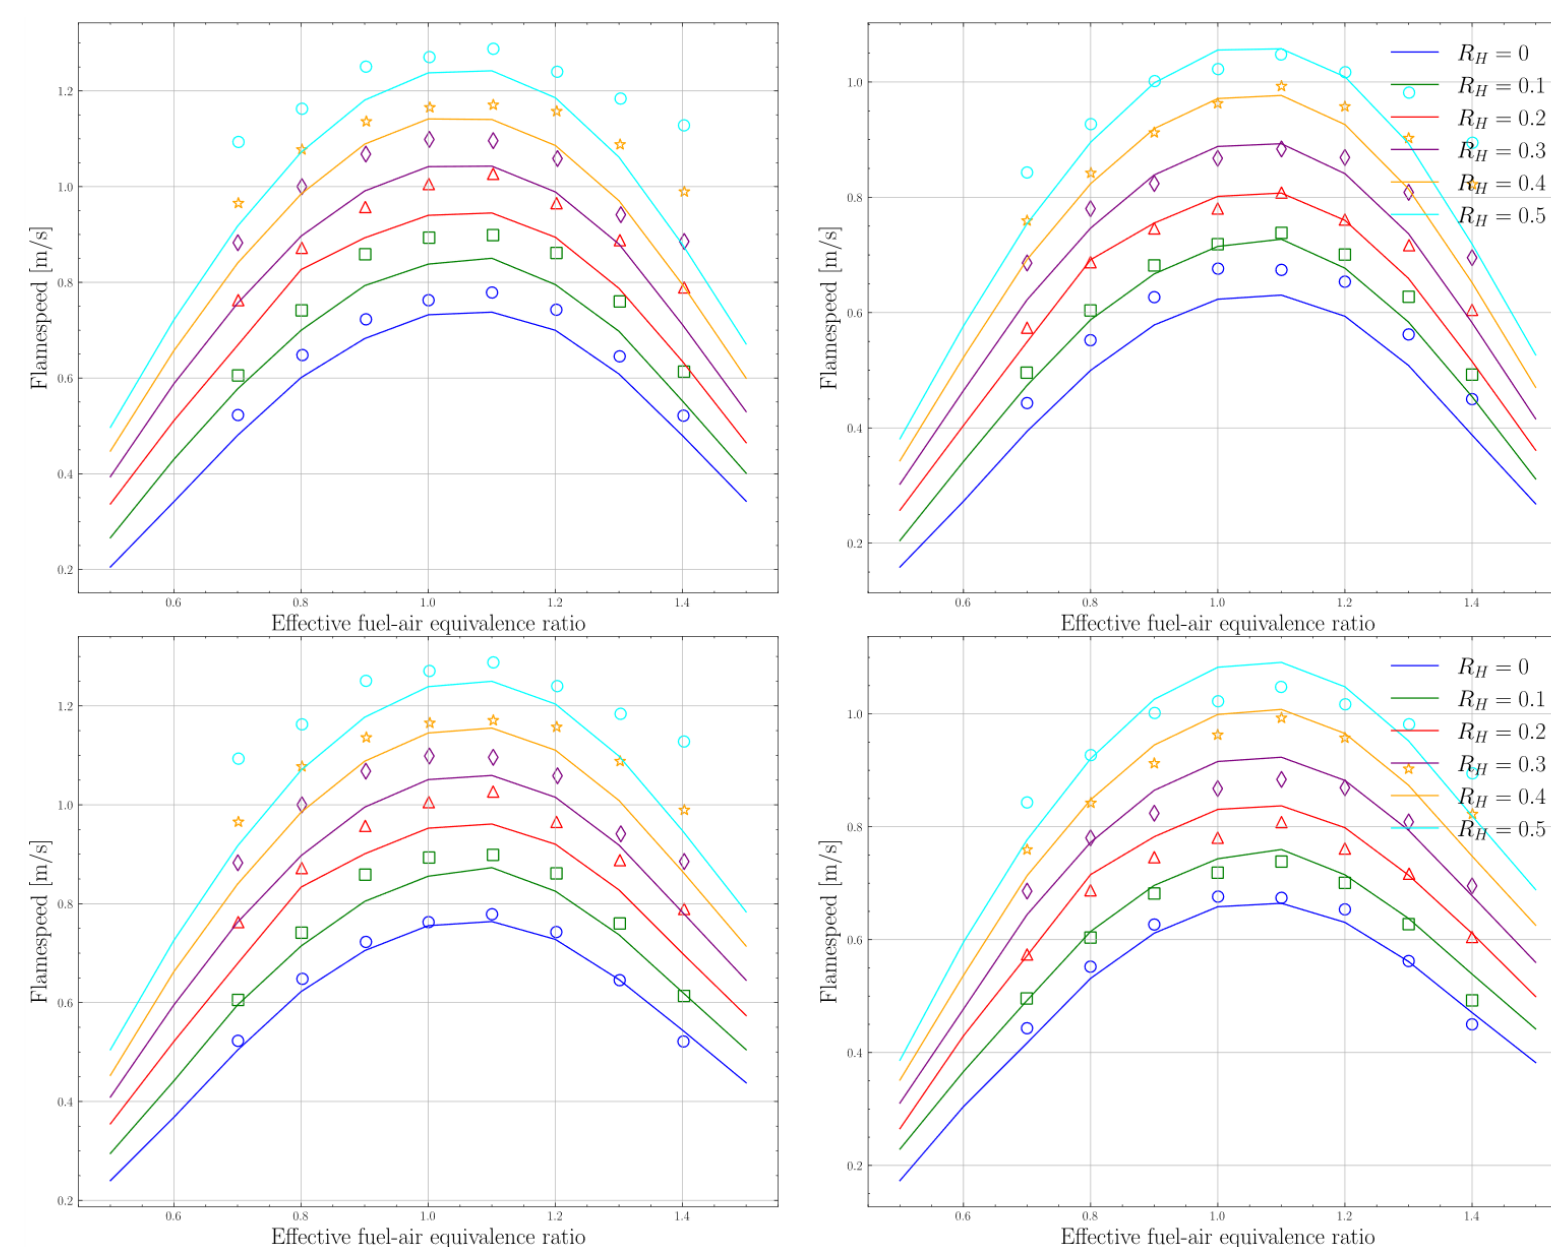 1.2
1.0
0.8
0.6
0.4
0.2
Flamespeed [m/s]
0.6 0.8 1.0 1.2 1.4
Effective fuel-air equivalence ratio
1.0
0.8
0.6
0.4
0.2
Flamespeed [m/s]
0.6 0.8 1.0 1.2 1.4
Effective fuel-air equivalence ratio
R_H = 0
R_H = 0.1
R_H = 0.2
R_H = 0.3
R_H = 0.4
R_H = 0.5
1.2
1.0
0.8
0.6
0.4
0.2
Flamespeed [m/s]
0.6 0.8 1.0 1.2 1.4
Effective fuel-air equivalence ratio
1.0
0.8
0.6
0.4
0.2
Flamespeed [m/s]
0.6 0.8 1.0 1.2 1.4
Effective fuel-air equivalence ratio
R_H = 0
R_H = 0.1
R_H = 0.2
R_H = 0.3
R_H = 0.4
R_H = 0.5